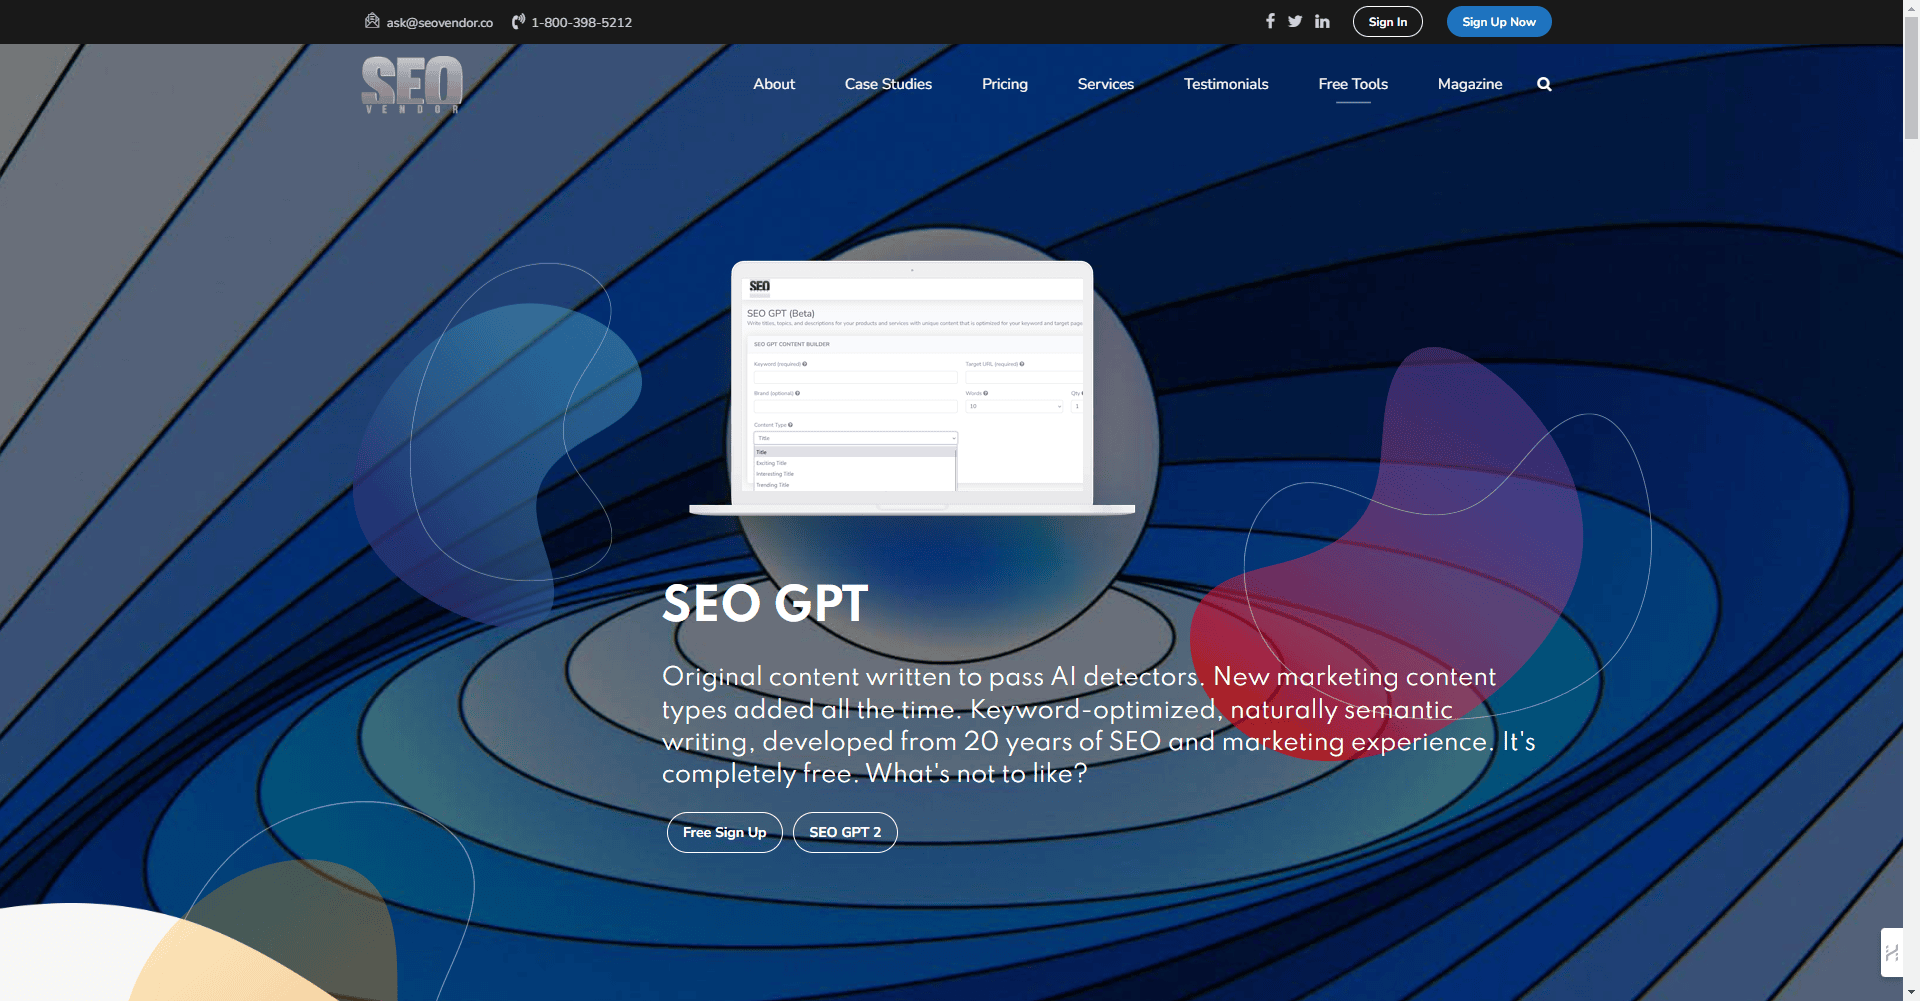 ask@seovendor.co
1-800-398-5212
Sign In
Sign Up Now
SEO
VENDOR
About
Case Studies
Pricing
Services
Testimonials
Free Tools
Magazine
SEO
SEO GPT (Beta)
Write titles, topics, and descriptions for your products and services with unique content that is optimized for your keyword and target page
SEO GPT CONTENT BUILDER
Keyword (required)
Target URL (required)
Brand (optional)
Words
Qty
10
1
Content Type
Title
Title
Exciting Title
Interesting Title
Trending Title
SEO GPT
Original content written to pass AI detectors. New marketing content
types added all the time. Keyword-optimized, naturally semantic
writing, developed from 20 years of SEO and marketing experience. It's
completely free. What's not to like?
Free Sign Up
SEO GPT 2